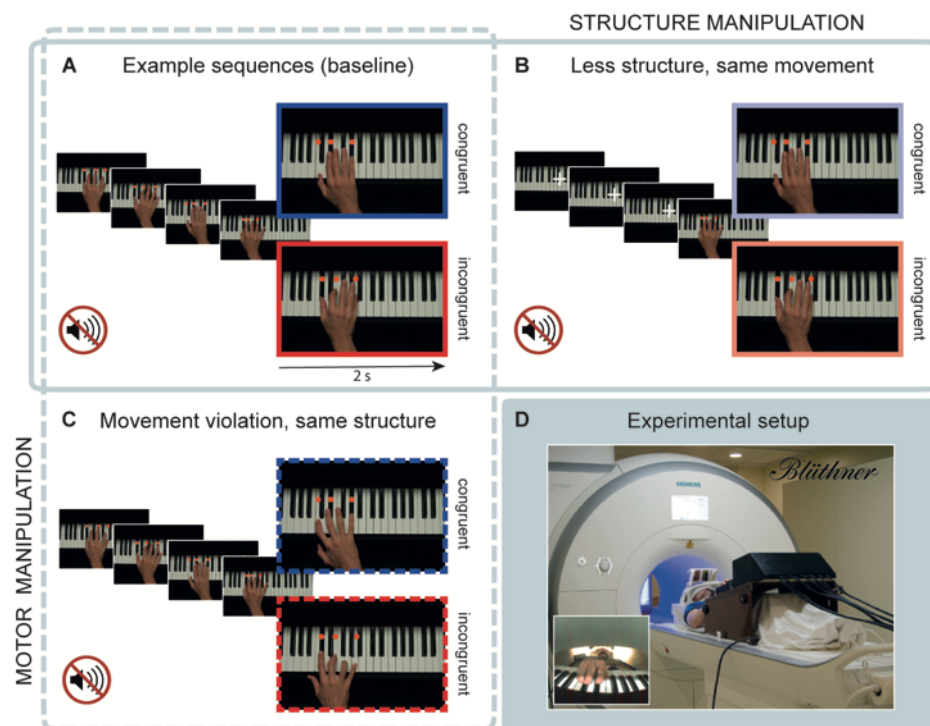 STRUCTURE MANIPULATION
A Example sequences (baseline)
congruent
incongruent
2 s
B Less structure, same movement
congruent
incongruent
MOTOR MANIPULATION
C Movement violation, same structure
congruent
incongruent
D Experimental setup
Blüthner
SIEMENS